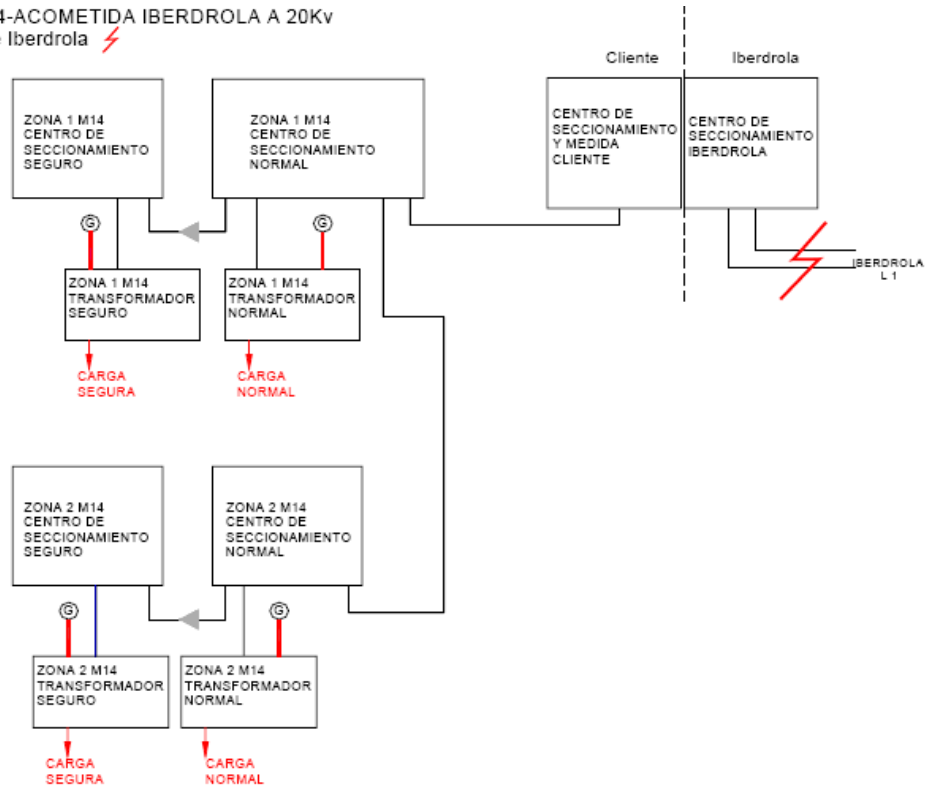 4-ACOMETIDA IBERDROLA A 20Kv
Iberdrola
Cliente
Iberdrola
ZONA 1 M14
CENTRO DE
SECCIONAMIENTO
SEGURO
ZONA 1 M14
CENTRO DE
SECCIONAMIENTO
NORMAL
CENTRO DE
SECCIONAMIENTO
Y MEDIDA
CLIENTE
CENTRO DE
SECCIONAMIENTO
IBERDROLA
G
G
IBERDROLA
L 1
ZONA 1 M14
TRANSFORMADOR
SEGURO
ZONA 1 M14
TRANSFORMADOR
NORMAL
CARGA
SEGURA
CARGA
NORMAL
ZONA 2 M14
CENTRO DE
SECCIONAMIENTO
SEGURO
ZONA 2 M14
CENTRO DE
SECCIONAMIENTO
NORMAL
G
G
ZONA 2 M14
TRANSFORMADOR
SEGURO
ZONA 2 M14
TRANSFORMADOR
NORMAL
CARGA
SEGURA
CARGA
NORMAL